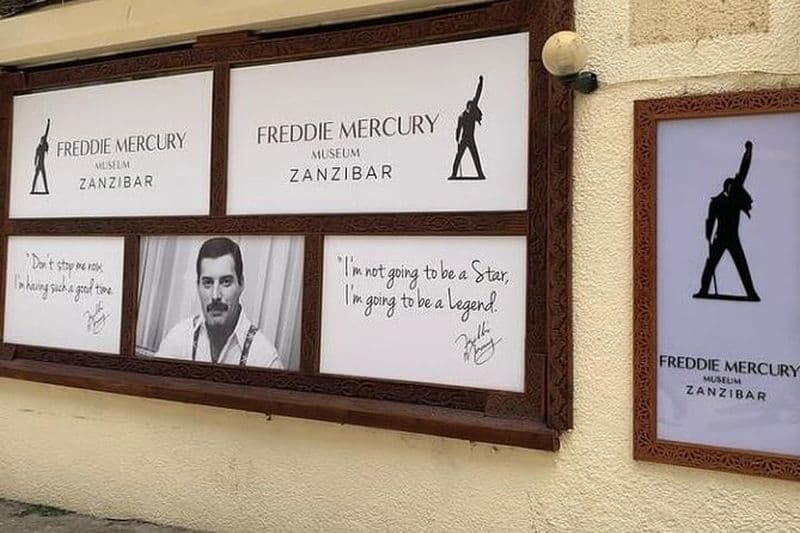 FREDDIE MERCURY
MUSEUM
ZANZIBAR
FREDDIE MERCURY
MUSEUM
ZANZIBAR
"Don't stop me now,
I'm having such a good time.
"I'm not going to be a Star,
I'm going to be a Legend.
FREDDIE MERCURY
MUSEUM
ZANZIBAR